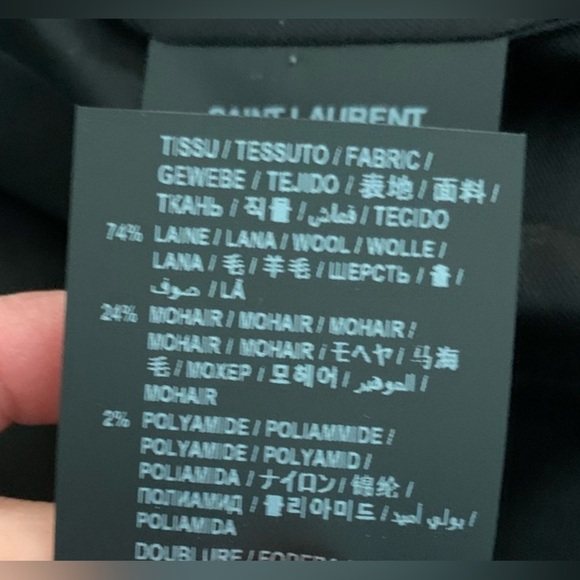 SAINT LAURENT
TISSU / TESSUTO / FABRIC /
GEWEBE / TEJIDO / 表地 / 面料 /
ТКАНЬ / 직물 / قماش / TECIDO
74% LAINE / LANA / WOOL / WOLLE /
LANA / 毛 / 羊毛 / ШЕРСТЬ / 울 /
صوف / LÃ
24% MOHAIR / MOHAIR / MOHAIR /
MOHAIR / MOHAIR / モヘヤ / 马海
毛 / МОХЕР / 모헤어 / الموهير /
MOHAIR
2% POLYAMIDE / POLIAMMIDE /
POLYAMIDE / POLYAMID /
POLIAMIDA / ナイロン / 锦纶 /
ПОЛИАМИД / 폴리아미드 / بولي أميد /
POLIAMIDA
DOUBLURE / FODERA